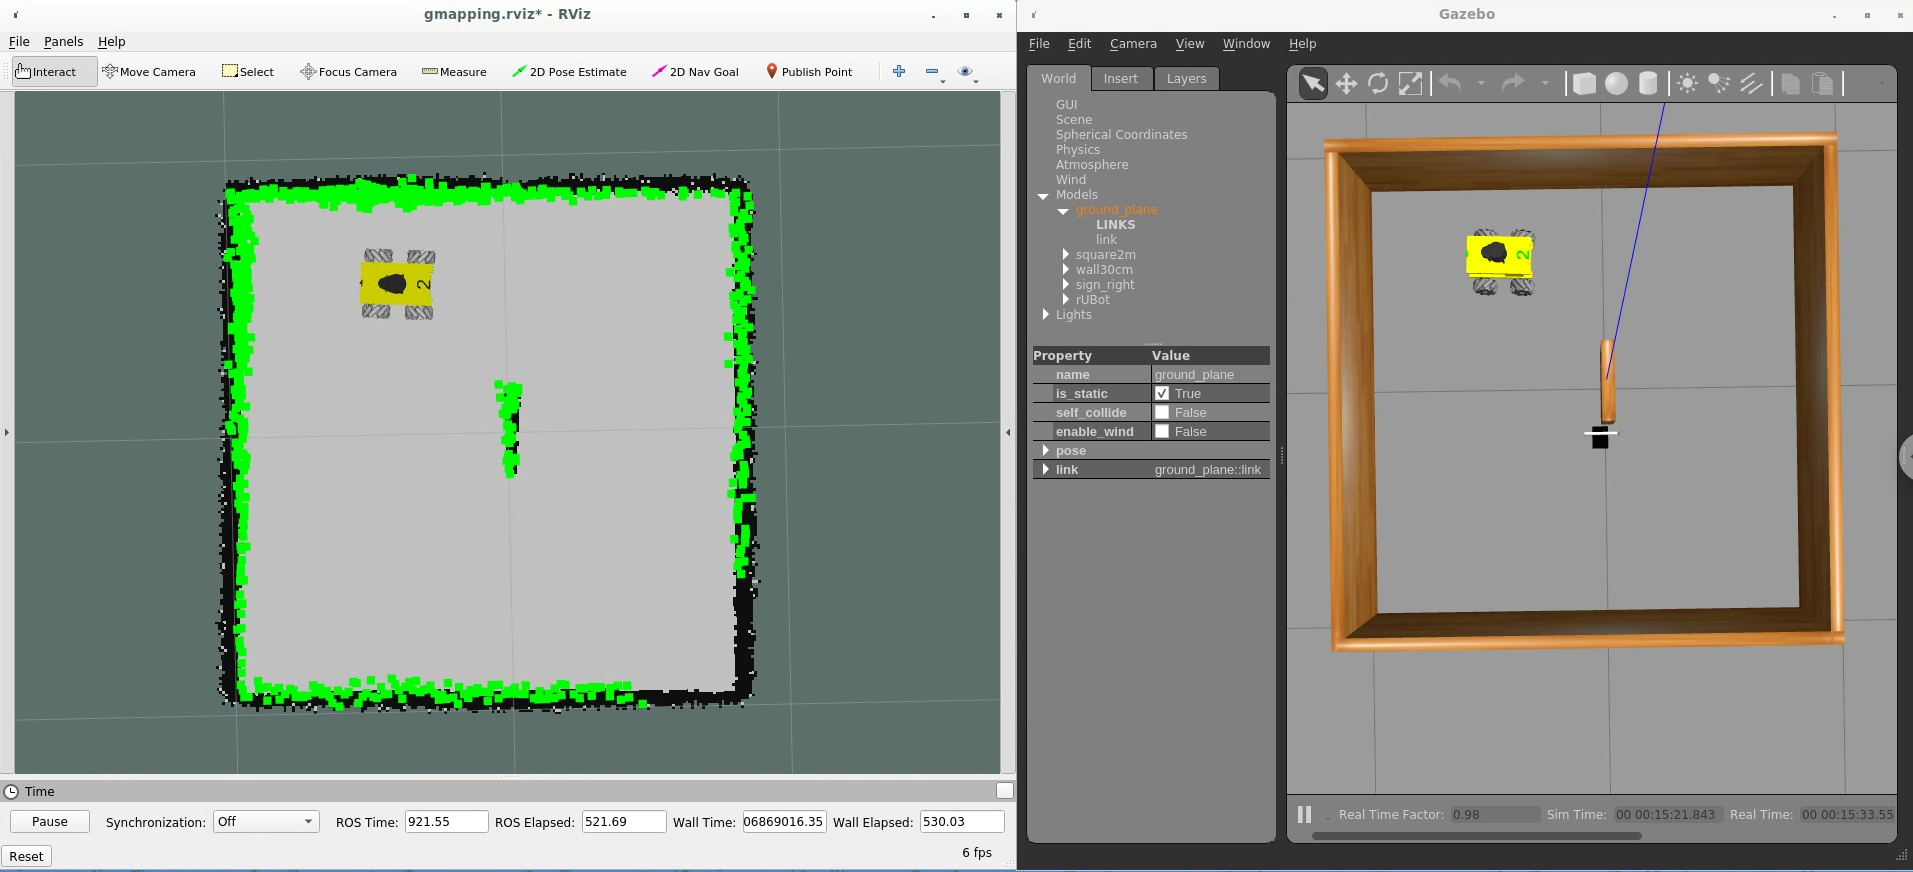 gmapping.rviz* - RViz
File Panels Help
Interact Move Camera Select Focus Camera Measure 2D Pose Estimate 2D Nav Goal Publish Point
2
Time
Pause Synchronization: Off ROS Time: 921.55 ROS Elapsed: 521.69 Wall Time: 06869016.35 Wall Elapsed: 530.03
Reset 6 fps
Gazebo
File Edit Camera View Window Help
World Insert Layers
GUI
Scene
Spherical Coordinates
Physics
Atmosphere
Wind
Models
ground_plane
LINKS
link
square2m
wall30cm
sign_right
rUBot
Lights
Property Value
name ground_plane
is_static True
self_collide False
enable_wind False
pose
link ground_plane::link
2
Real Time Factor: 0.98 Sim Time: 00 00:15:21.843 Real Time: 00 00:15:33.55